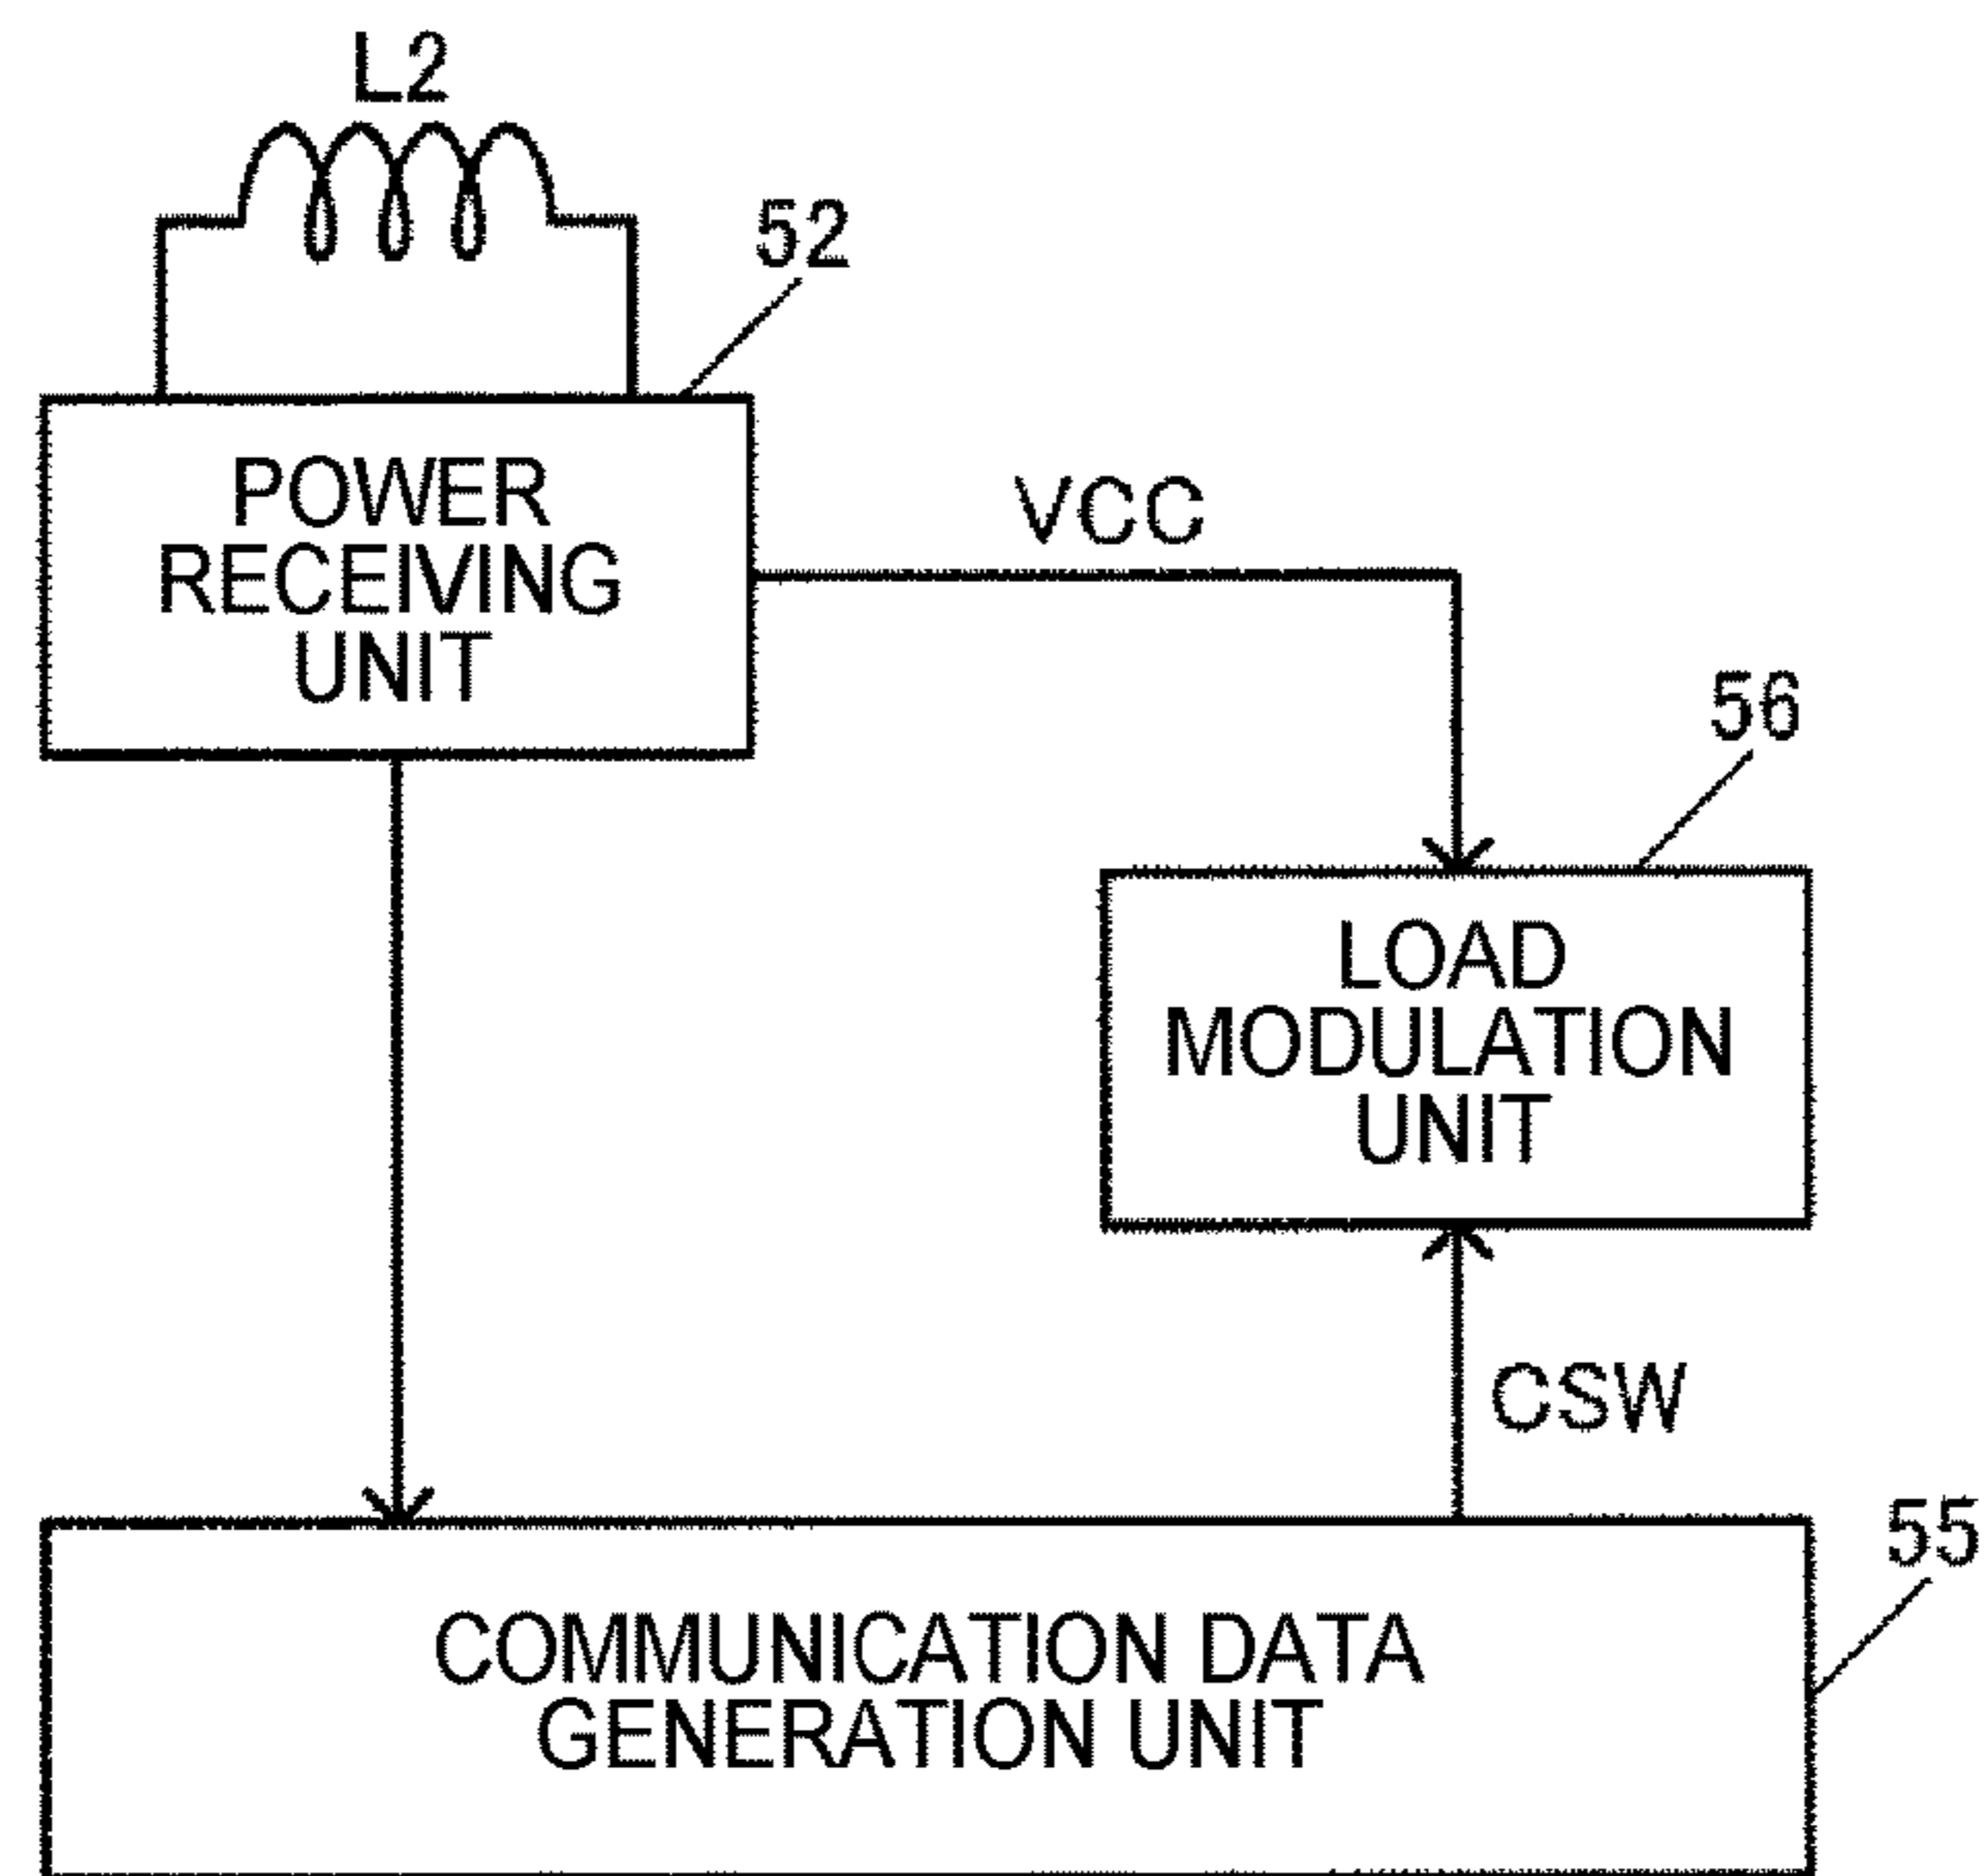 L2
52
POWER
RECEIVING
UNIT
VCC
56
LOAD
MODULATION
UNIT
CSW
55
COMMUNICATION DATA
GENERATION UNIT